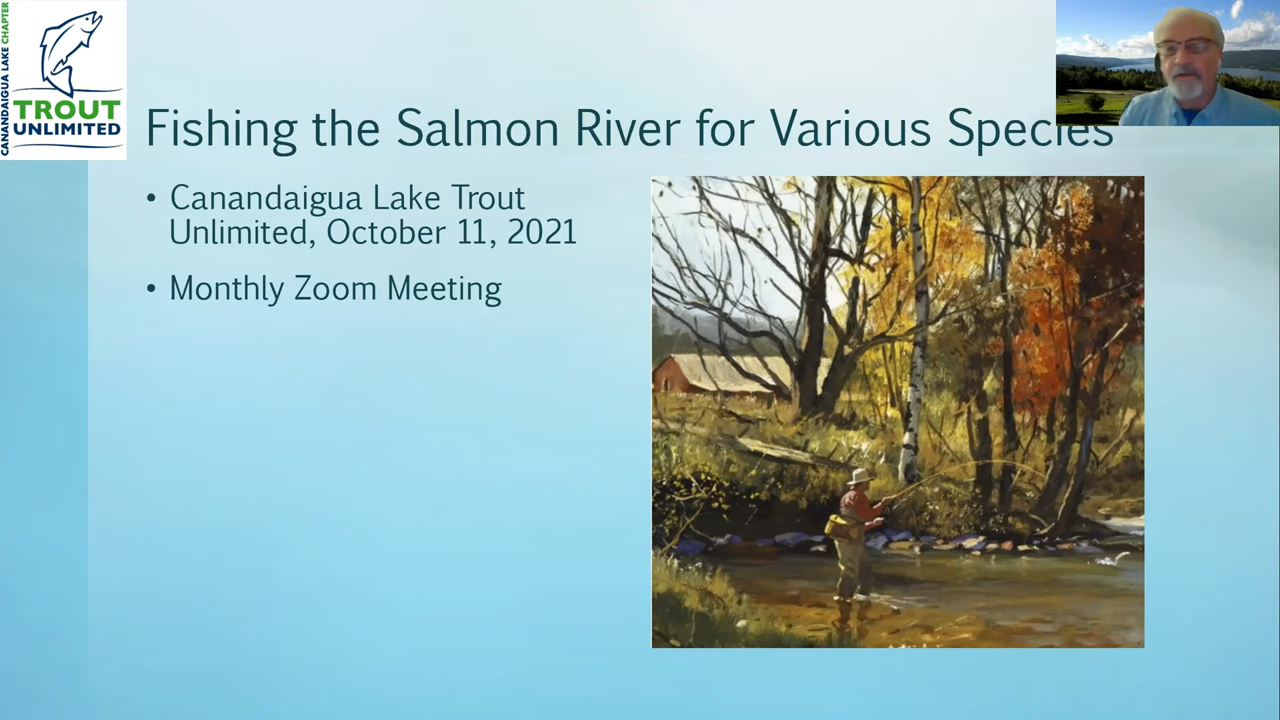 CANANDAIGUA LAKE CHAPTER
TROUT
UNLIMITED
Fishing the Salmon River for Various Species
• Canandaigua Lake Trout
Unlimited, October 11, 2021
• Monthly Zoom Meeting